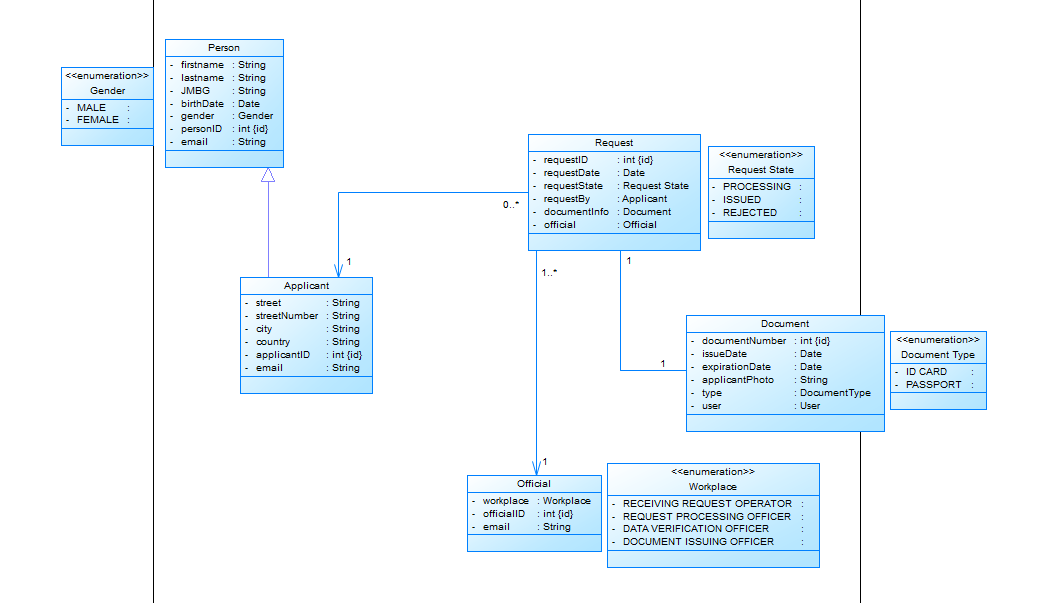 Person
- firstname : String
- lastname : String
- JMBG : String
- birthDate : Date
- gender : Gender
- personID : int {id}
- email : String
<<enumeration>>
Gender
- MALE :
- FEMALE :
Request
- requestID : int {id}
- requestDate : Date
- requestState : Request State
- requestBy : Applicant
- documentInfo : Document
- official : Official
<<enumeration>>
Request State
- PROCESSING :
- ISSUED :
- REJECTED :
0..*
1
1
1..*
Applicant
- street : String
- streetNumber : String
- city : String
- country : String
- applicantID : int {id}
- email : String
Document
- documentNumber : int {id}
- issueDate : Date
- expirationDate : Date
- applicantPhoto : String
- type : DocumentType
- user : User
<<enumeration>>
Document Type
- ID CARD :
- PASSPORT :
1
1
Official
- workplace : Workplace
- officialID : int {id}
- email : String
<<enumeration>>
Workplace
- RECEIVING REQUEST OPERATOR :
- REQUEST PROCESSING OFFICER :
- DATA VERIFICATION OFFICER :
- DOCUMENT ISSUING OFFICER :